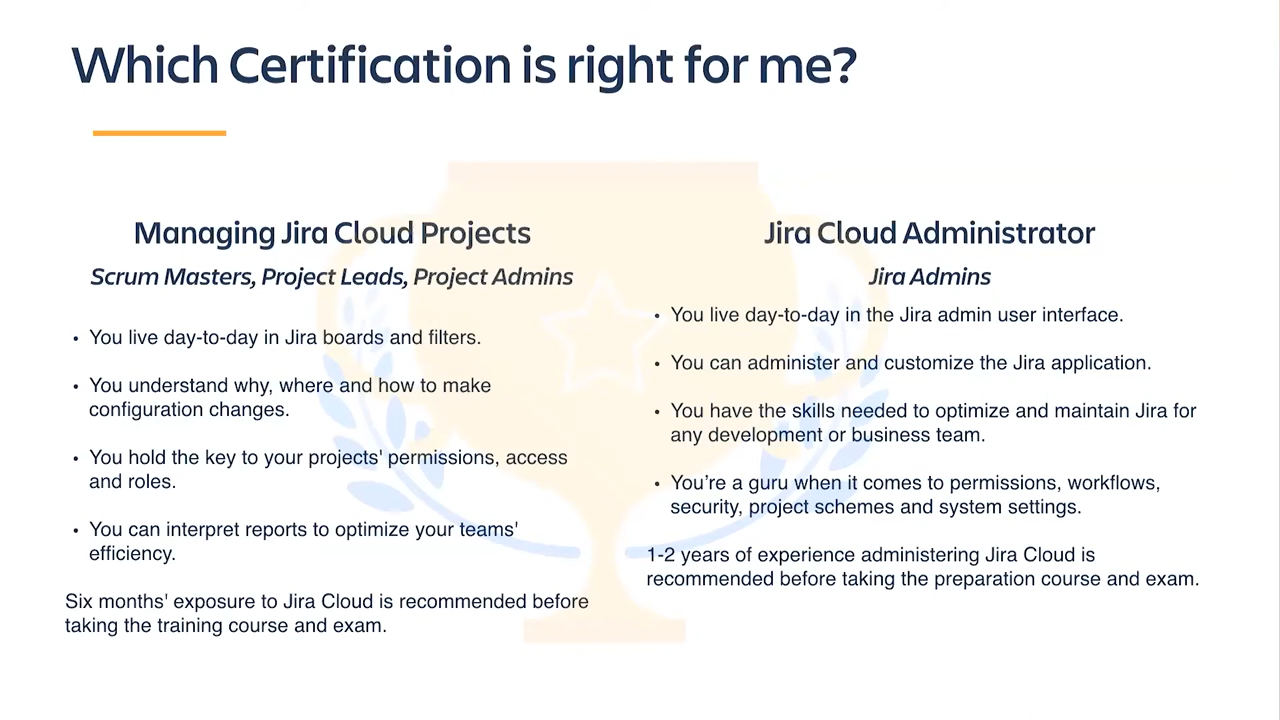 Which Certification is right for me?
Managing Jira Cloud Projects
Scrum Masters, Project Leads, Project Admins
• You live day-to-day in Jira boards and filters.
• You understand why, where and how to make
configuration changes.
• You hold the key to your projects' permissions, access
and roles.
• You can interpret reports to optimize your teams'
efficiency.
Six months' exposure to Jira Cloud is recommended before
taking the training course and exam.
Jira Cloud Administrator
Jira Admins
• You live day-to-day in the Jira admin user interface.
• You can administer and customize the Jira application.
• You have the skills needed to optimize and maintain Jira for
any development or business team.
• You’re a guru when it comes to permissions, workflows,
security, project schemes and system settings.
1-2 years of experience administering Jira Cloud is
recommended before taking the preparation course and exam.